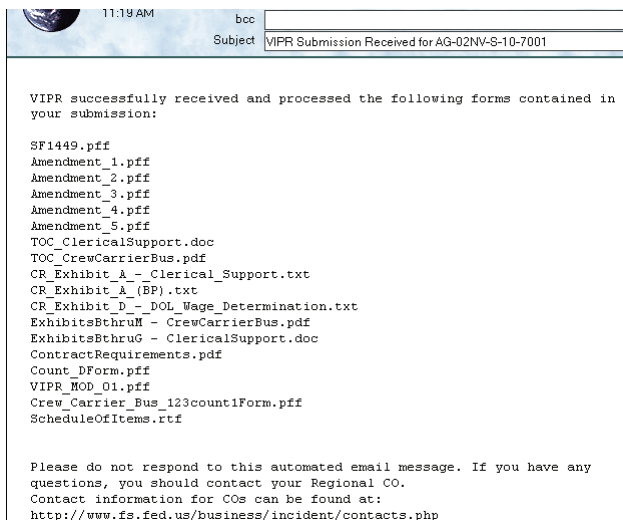 11:19 AM
bcc
Subject VIPR Submission Received for AG-02NV-S-10-7001
VIPR successfully received and processed the following forms contained in
your submission:
SF1449.pff
Amendment_1.pff
Amendment_2.pff
Amendment_3.pff
Amendment_4.pff
Amendment_5.pff
TOC_ClericalSupport.doc
TOC_CrewCarrierBus.pdf
CR_Exhibit_A_-_Clerical_Support.txt
CR_Exhibit_A_(BP).txt
CR_Exhibit_D_-_DOL_Wage_Determination.txt
ExhibitsBthruM - CrewCarrierBus.pdf
ExhibitsBthruG - ClericalSupport.doc
ContractRequirements.pdf
Count_DForm.pff
VIPR_MOD_01.pff
Crew_Carrier_Bus_123count1Form.pff
ScheduleOfItems.rtf
Please do not respond to this automated email message. If you have any
questions, you should contact your Regional CO.
Contact information for COs can be found at:
http://www.fs.fed.us/business/incident/contacts.php